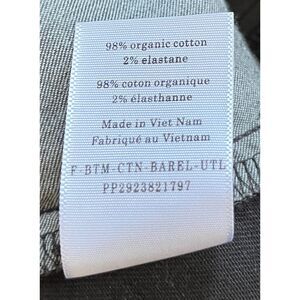 98% organic cotton
2% elastane
98% coton organique
2% élasthanne
Made in Viet Nam
Fabriqué au Vietnam
F-BTM-CTN-BAREL-UTL
PP2923821797